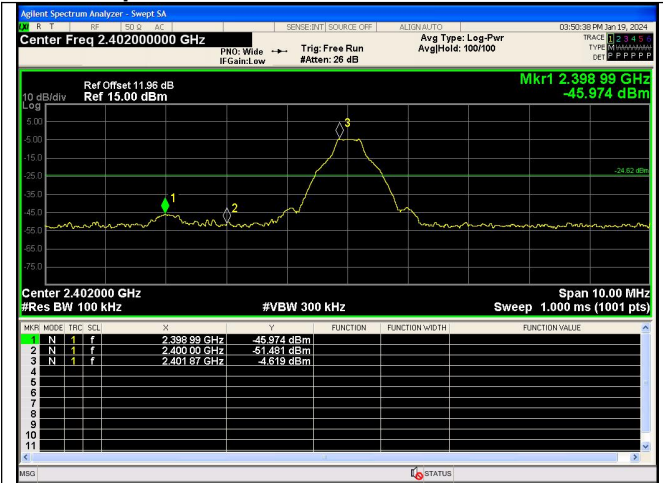 Agilent Spectrum Analyzer - Swept SA
R T RF 50 Ω AC SENSE:INT SOURCE OFF ALIGN AUTO 03:50:38 PM Jan 19, 2024
Center Freq 2.402000000 GHz
PNO: Wide
IFGain:Low
Trig: Free Run
#Atten: 26 dB
Avg Type: Log-Pwr
Avg|Hold: 100/100
TRACE 1 2 3 4 5 6
TYPE M
DET P P P P P P
10 dB/div
Log
Ref Offset 11.96 dB
Ref 15.00 dBm
Mkr1 2.398 99 GHz
-45.974 dBm
5.00
-5.00
-15.0
-25.0
-35.0
-45.0
-55.0
-65.0
-75.0
1
2
3
-24.62 dBm
Center 2.402000 GHz Span 10.00 MHz
#Res BW 100 kHz #VBW 300 kHz Sweep 1.000 ms (1001 pts)
MKR MODE TRC SCL X Y FUNCTION FUNCTION WIDTH FUNCTION VALUE
1 N 1 f 2.398 99 GHz -45.974 dBm
2 N 1 f 2.400 00 GHz -51.481 dBm
3 N 1 f 2.401 87 GHz -4.619 dBm
4
5
6
7
8
9
10
11
MSG STATUS